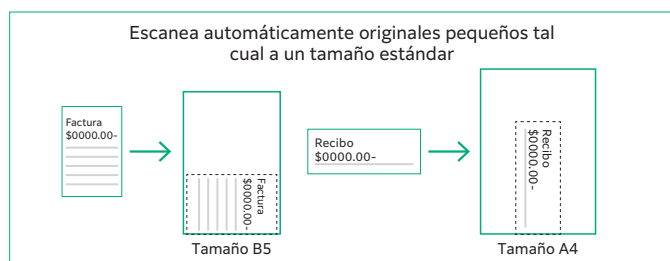 Escanea automáticamente originales pequeños tal
cual a un tamaño estándar
Factura
$0000.00-
Factura
$0000.00-
Tamaño B5
Recibo
$0000.00-
Recibo
$0000.00-
Tamaño A4